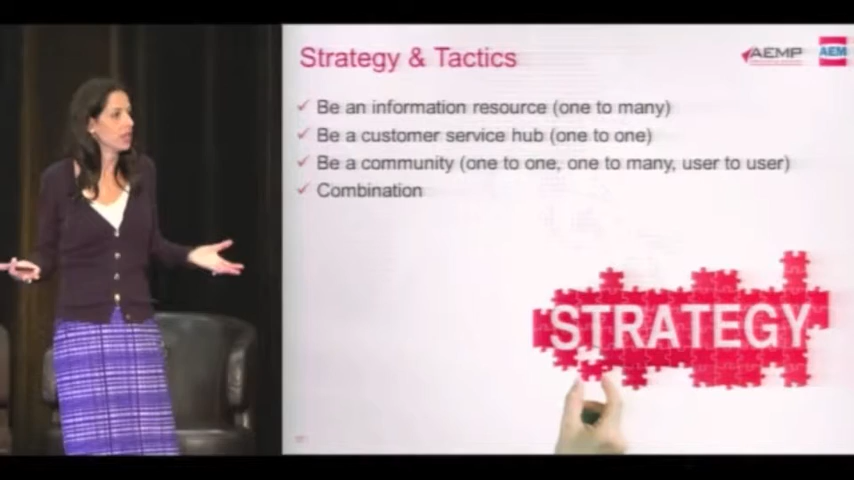 Strategy & Tactics
AEMP
AEM
✓ Be an information resource (one to many)
✓ Be a customer service hub (one to one)
✓ Be a community (one to one, one to many, user to user)
✓ Combination
STRATEGY